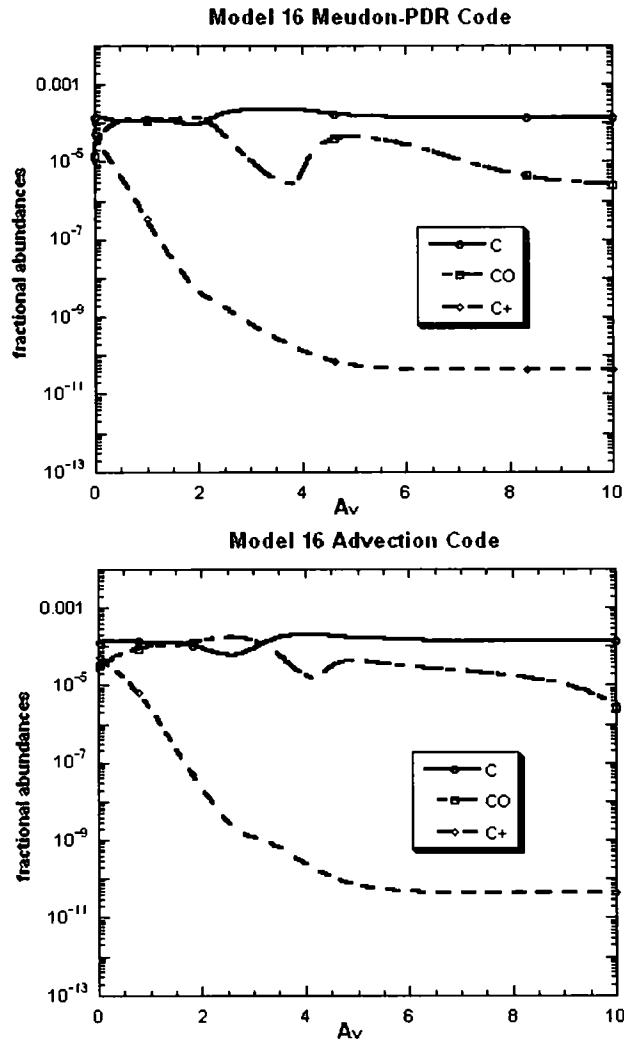 Model 16 Meudon-PDR Code
fractional abundances
0.001
10-5
10-7
10-9
10-11
10-13
C
CO
C+
0 2 4 6 8 10
Av
Model 16 Advection Code
fractional abundances
0.001
10-5
10-7
10-9
10-11
10-13
C
CO
C+
0 2 4 6 8 10
Av